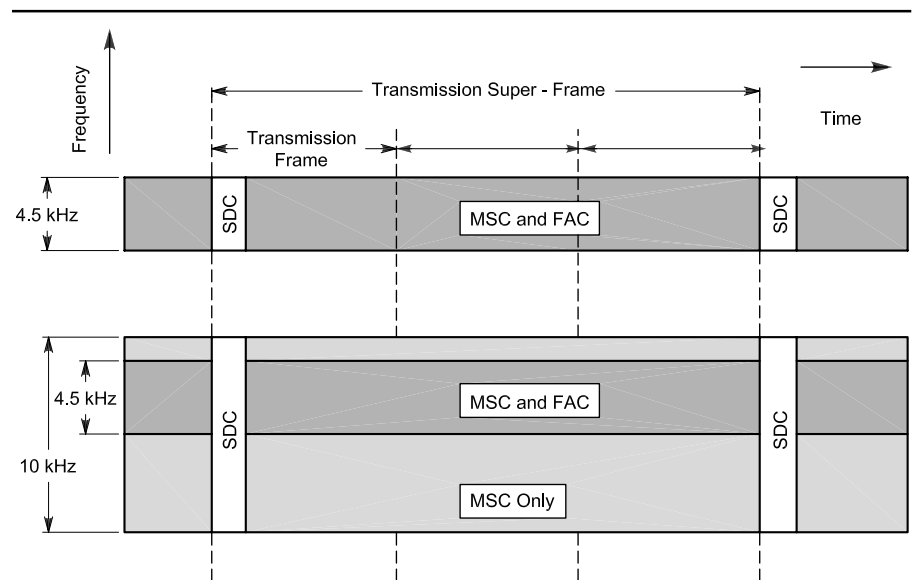 Frequency
Transmission Super - Frame
Time
Transmission
Frame
4.5 kHz
SDC
MSC and FAC
SDC
4.5 kHz
10 kHz
SDC
MSC and FAC
SDC
MSC Only